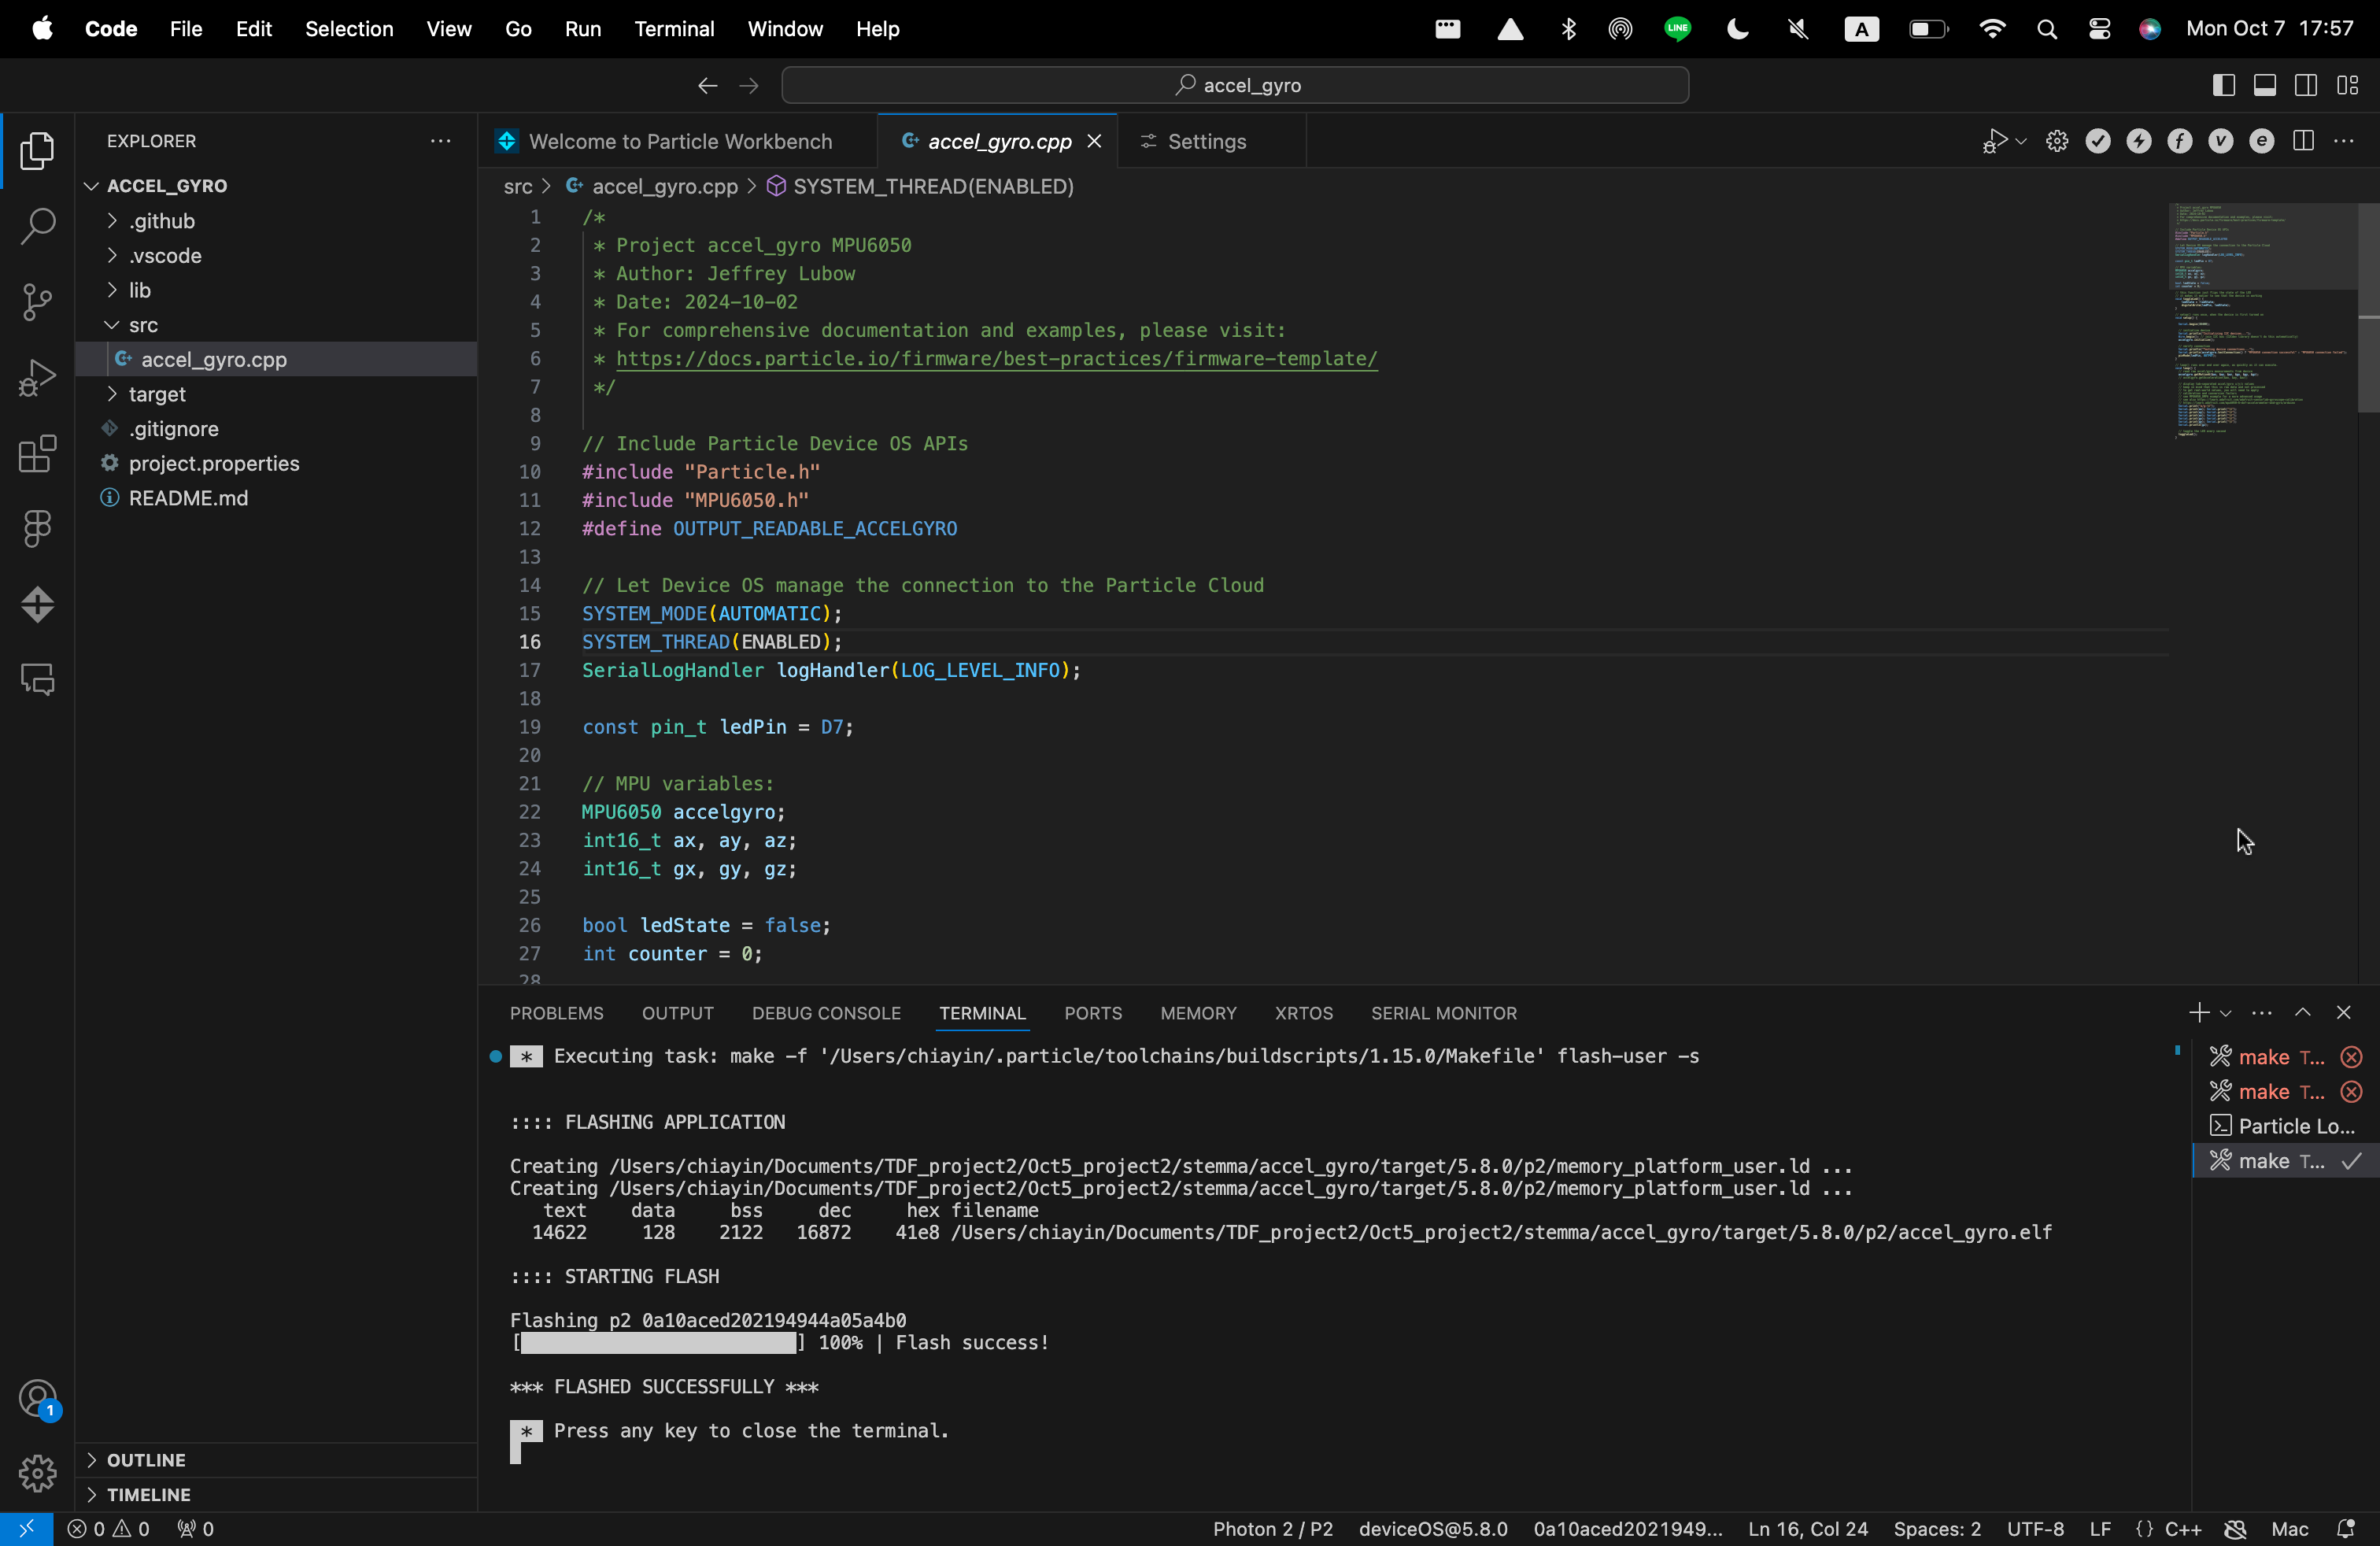 Code File Edit Selection View Go Run Terminal Window Help LINE A Mon Oct 7 17:57
accel_gyro
EXPLORER
ACCEL_GYRO
.github
.vscode
lib
src
accel_gyro.cpp
target
.gitignore
project.properties
README.md
OUTLINE
TIMELINE
Welcome to Particle Workbench accel_gyro.cpp Settings
src > accel_gyro.cpp > SYSTEM_THREAD(ENABLED)
1 /*
2 * Project accel_gyro MPU6050
3 * Author: Jeffrey Lubow
4 * Date: 2024-10-02
5 * For comprehensive documentation and examples, please visit:
6 * https://docs.particle.io/firmware/best-practices/firmware-template/
7 */
8
9 // Include Particle Device OS APIs
10 #include "Particle.h"
11 #include "MPU6050.h"
12 #define OUTPUT_READABLE_ACCELGYRO
13
14 // Let Device OS manage the connection to the Particle Cloud
15 SYSTEM_MODE(AUTOMATIC);
16 SYSTEM_THREAD(ENABLED);
17 SerialLogHandler logHandler(LOG_LEVEL_INFO);
18
19 const pin_t ledPin = D7;
20
21 // MPU variables:
22 MPU6050 accelgyro;
23 int16_t ax, ay, az;
24 int16_t gx, gy, gz;
25
26 bool ledState = false;
27 int counter = 0;
28
PROBLEMS OUTPUT DEBUG CONSOLE TERMINAL PORTS MEMORY XRTOS SERIAL MONITOR
* Executing task: make -f '/Users/chiayin/.particle/toolchains/buildscripts/1.15.0/Makefile' flash-user -s
:::: FLASHING APPLICATION
Creating /Users/chiayin/Documents/TDF_project2/Oct5_project2/stemma/accel_gyro/target/5.8.0/p2/memory_platform_user.ld ...
Creating /Users/chiayin/Documents/TDF_project2/Oct5_project2/stemma/accel_gyro/target/5.8.0/p2/memory_platform_user.ld ...
text data bss dec hex filename
14622 128 2122 16872 41e8 /Users/chiayin/Documents/TDF_project2/Oct5_project2/stemma/accel_gyro/target/5.8.0/p2/accel_gyro.elf
:::: STARTING FLASH
Flashing p2 0a10aced202194944a05a4b0
[ ] 100% | Flash success!
*** FLASHED SUCCESSFULLY ***
* Press any key to close the terminal.
make T...
make T...
Particle Lo...
make T...
1
0 0 0 Photon 2 / P2 deviceOS@5.8.0 0a10aced2021949... Ln 16, Col 24 Spaces: 2 UTF-8 LF {} C++ Mac